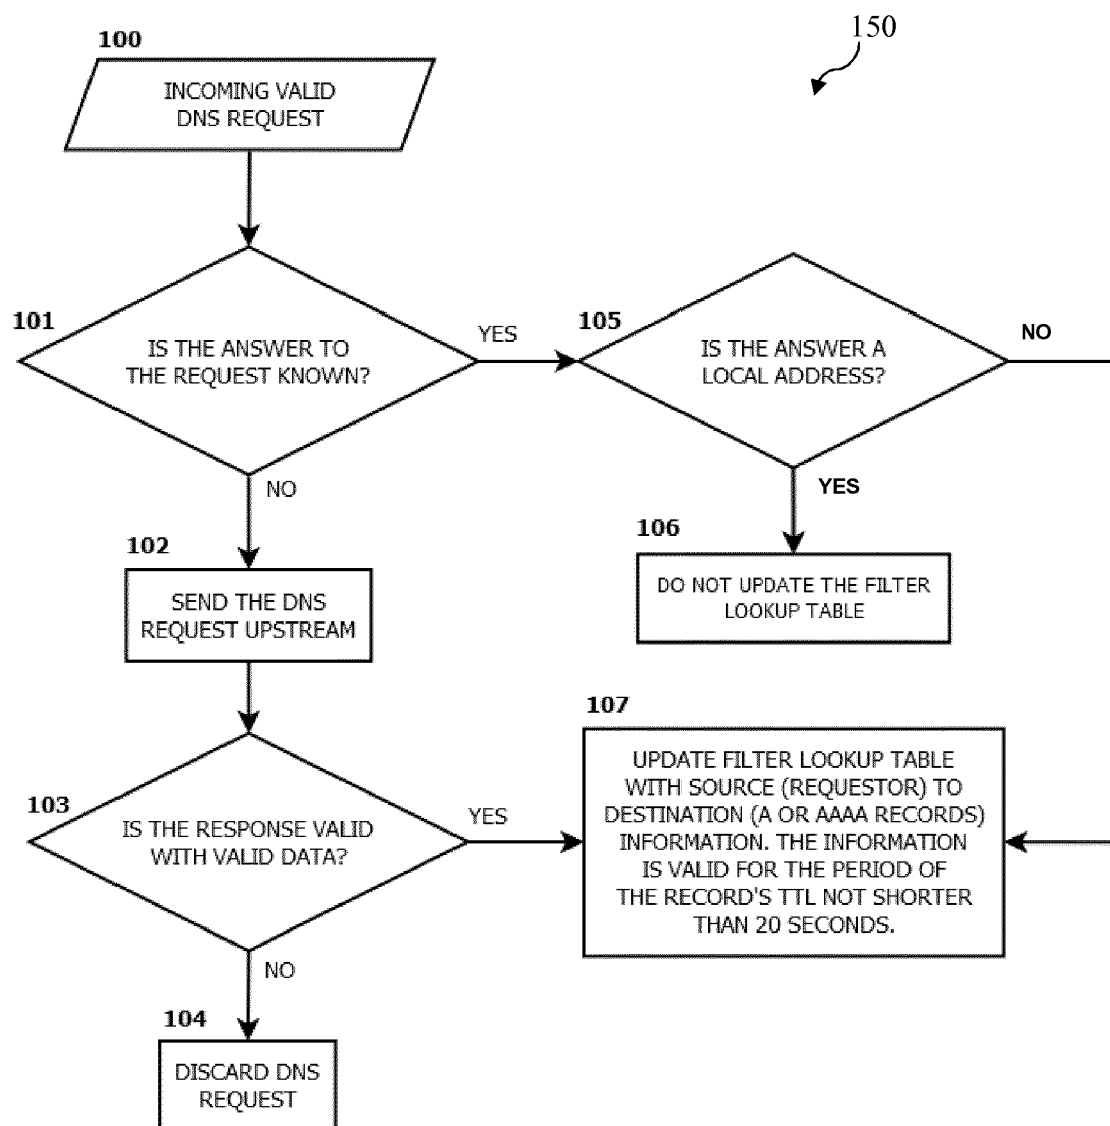 150
100
INCOMING VALID
DNS REQUEST
101
IS THE ANSWER TO
THE REQUEST KNOWN?
YES
105
IS THE ANSWER A
LOCAL ADDRESS?
NO
NO
YES
102
SEND THE DNS
REQUEST UPSTREAM
106
DO NOT UPDATE THE FILTER
LOOKUP TABLE
103
IS THE RESPONSE VALID
WITH VALID DATA?
YES
107
UPDATE FILTER LOOKUP TABLE
WITH SOURCE (REQUESTOR) TO
DESTINATION (A OR AAAA RECORDS)
INFORMATION. THE INFORMATION
IS VALID FOR THE PERIOD OF
THE RECORD'S TTL NOT SHORTER
THAN 20 SECONDS.
NO
104
DISCARD DNS
REQUEST